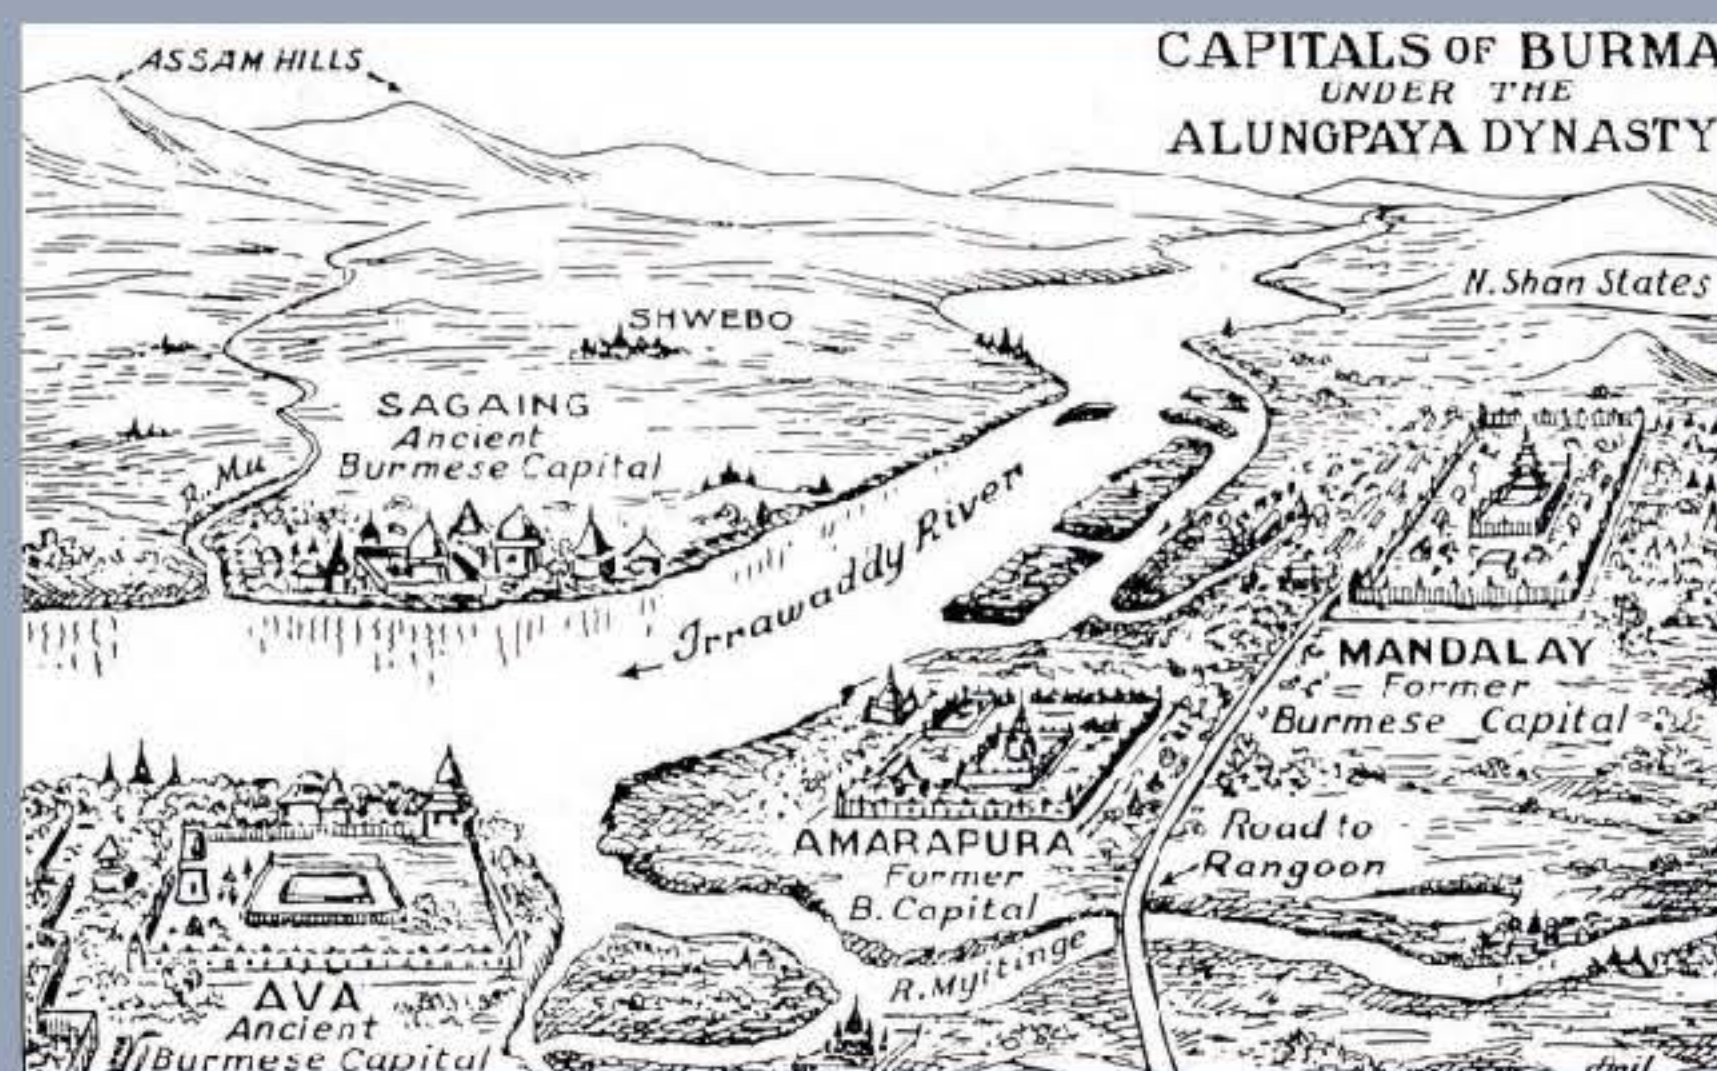 ASSAM HILLS
CAPITALS OF BURMA
UNDER THE
ALUNGPAYA DYNASTY
N. Shan States
SHWEBO
SAGAING
Ancient
Burmese Capital
R. Mu
Irrawaddy River
MANDALAY
Former
Burmese Capital
AMARAPURA
Former
B. Capital
Road to
Rangoon
R. Myitinge
AVA
Ancient
Burmese Capital